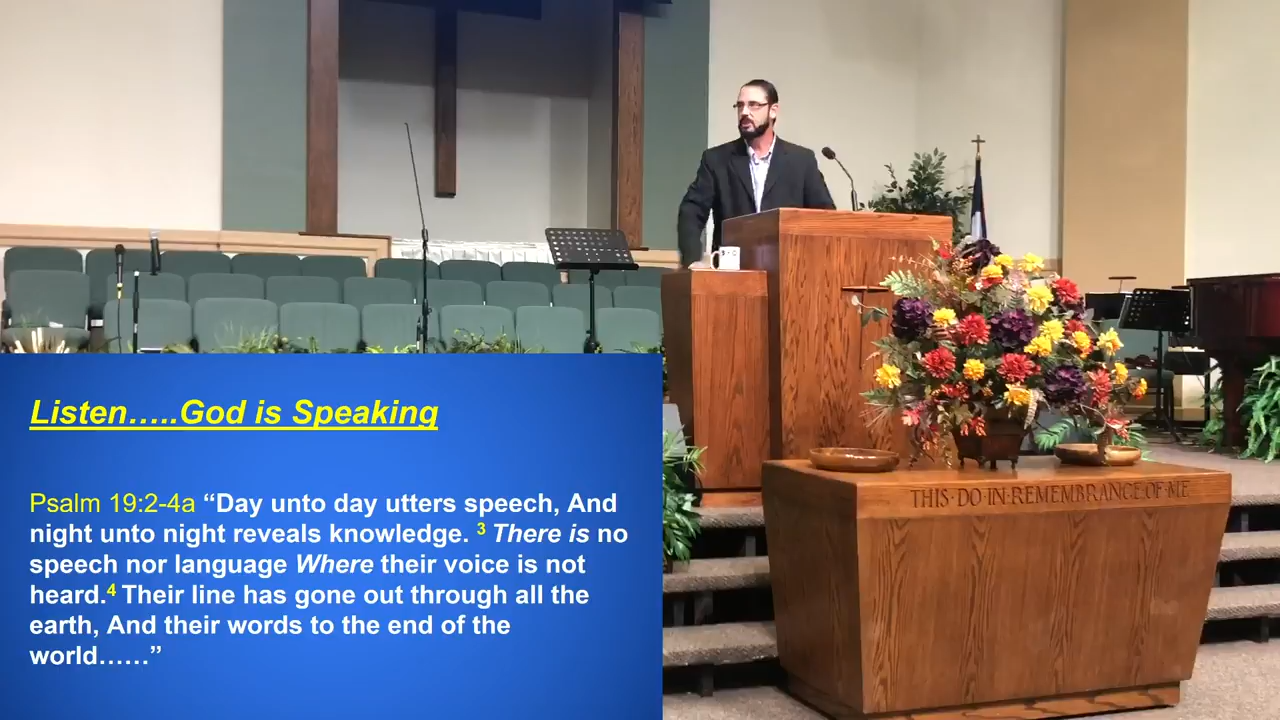 Listen…..God is Speaking
Psalm 19:2-4a “Day unto day utters speech, And
night unto night reveals knowledge. 3 There is no
speech nor language Where their voice is not
heard.4 Their line has gone out through all the
earth, And their words to the end of the
world……”
THIS·DO·IN·REMEMBRANCE·OF·ME